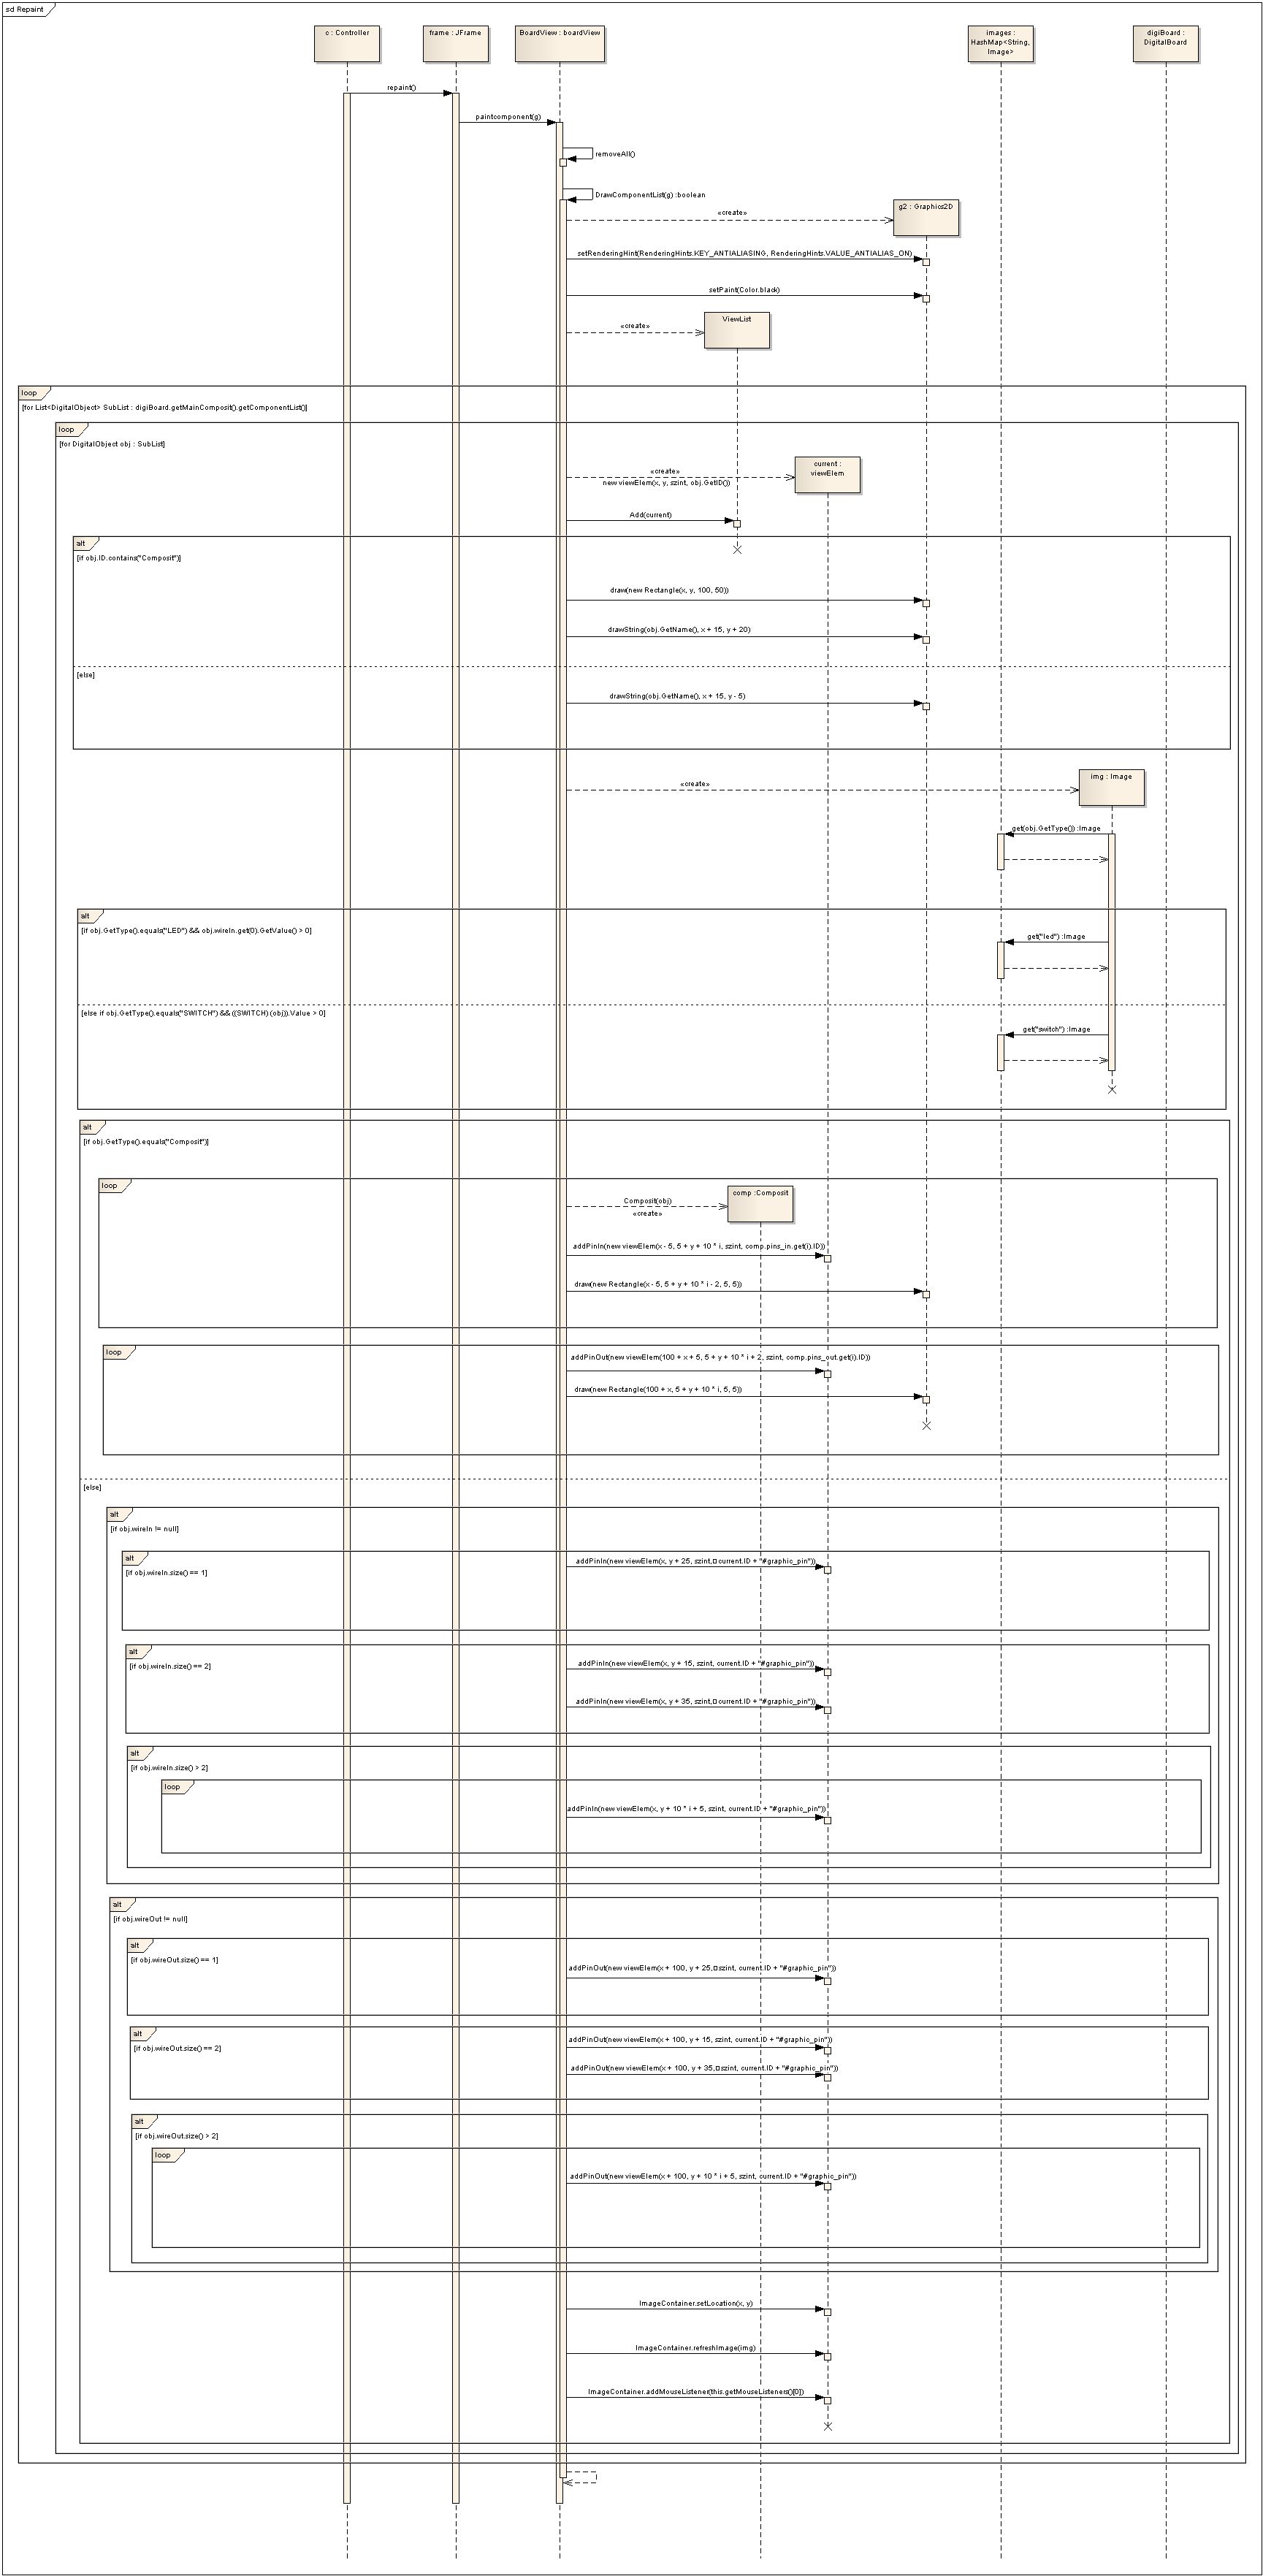 sd Repaint
c : Controller
frame : JFrame
BoardView : boardView
images :
HashMap<String,
Image>
digiBoard :
DigitalBoard
repaint()
paintcomponent(g)
removeAll()
DrawComponentList(g) :boolean
«create»
g2 : Graphics2D
setRenderingHint(RenderingHints.KEY_ANTIALIASING, RenderingHints.VALUE_ANTIALIAS_ON)
setPaint(Color.black)
ViewList
«create»
loop
[for List<DigitalObject> SubList : digiBoard.getMainComposit().getComponentList()]
loop
[for DigitalObject obj : SubList]
current :
viewElem
«create»
new viewElem(x, y, szint, obj.GetID())
Add(current)
alt
[if obj.ID.contains("Composit")]
draw(new Rectangle(x, y, 100, 50))
drawString(obj.GetName(), x + 15, y + 20)
[else]
drawString(obj.GetName(), x + 15, y - 5)
img : Image
«create»
get(obj.GetType()) :Image
alt
[if obj.GetType().equals("LED") && obj.wireIn.get(0).GetValue() > 0]
get("led") :Image
[else if obj.GetType().equals("SWITCH") && ((SWITCH) (obj)).Value > 0]
get("switch") :Image
alt
[if obj.GetType().equals("Composit")]
loop
comp :Composit
Composit(obj)
«create»
addPinIn(new viewElem(x - 5, 5 + y + 10 * i, szint, comp.pins_in.get(i).ID))
draw(new Rectangle(x - 5, 5 + y + 10 * i - 2, 5, 5))
loop
addPinOut(new viewElem(100 + x + 5, 5 + y + 10 * i + 2, szint, comp.pins_out.get(i).ID))
draw(new Rectangle(100 + x, 5 + y + 10 * i, 5, 5))
[else]
alt
[if obj.wireIn != null]
alt
[if obj.wireIn.size() == 1]
addPinIn(new viewElem(x, y + 25, szint,▯current.ID + "#graphic_pin"))
alt
[if obj.wireIn.size() == 2]
addPinIn(new viewElem(x, y + 15, szint, current.ID + "#graphic_pin"))
addPinIn(new viewElem(x, y + 35, szint,▯current.ID + "#graphic_pin"))
alt
[if obj.wireIn.size() > 2]
loop
addPinIn(new viewElem(x, y + 10 * i + 5, szint, current.ID + "#graphic_pin"))
alt
[if obj.wireOut != null]
alt
[if obj.wireOut.size() == 1]
addPinOut(new viewElem(x + 100, y + 25,▯szint, current.ID + "#graphic_pin"))
alt
[if obj.wireOut.size() == 2]
addPinOut(new viewElem(x + 100, y + 15, szint, current.ID + "#graphic_pin"))
addPinOut(new viewElem(x + 100, y + 35,▯szint, current.ID + "#graphic_pin"))
alt
[if obj.wireOut.size() > 2]
loop
addPinOut(new viewElem(x + 100, y + 10 * i + 5, szint, current.ID + "#graphic_pin"))
ImageContainer.setLocation(x, y)
ImageContainer.refreshImage(img)
ImageContainer.addMouseListener(this.getMouseListeners()[0])